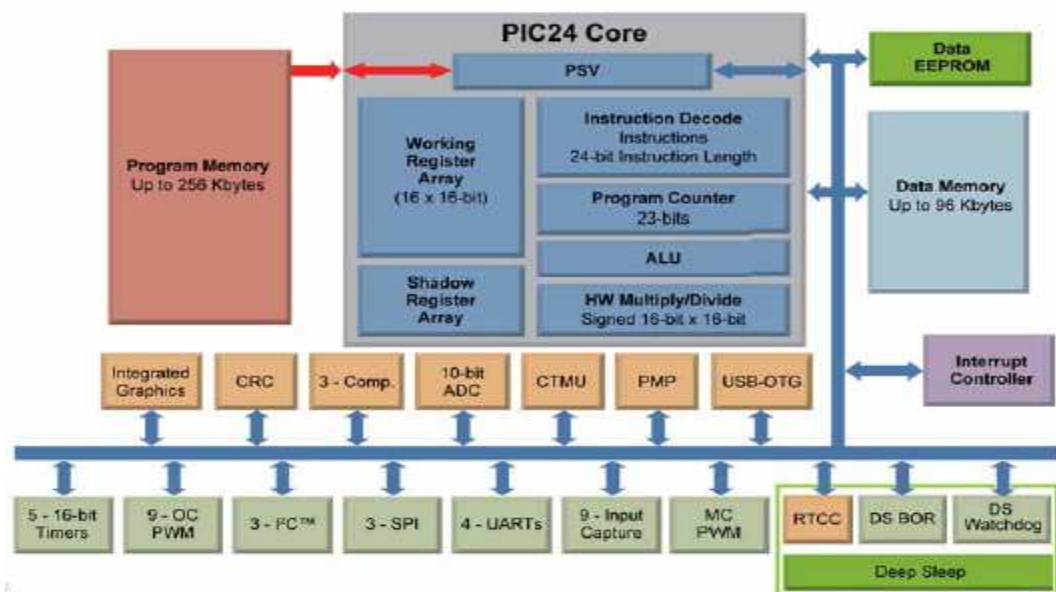 PIC24 Core
PSV
Data
EEPROM
Program Memory
Up to 256 Kbytes
Working
Register
Array
(16 x 16-bit)
Instruction Decode
Instructions
24-bit Instruction Length
Program Counter
23-bits
ALU
Shadow
Register
Array
HW Multiply/Divide
Signed 16-bit x 16-bit
Data Memory
Up to 96 Kbytes
Interrupt
Controller
Integrated
Graphics
CRC
3 - Comp.
10-bit
ADC
CTMU
PMP
USB-OTG
5 - 16-bit
Timers
9 - OC
PWM
3 - I²C™
3 - SPI
4 - UARTs
9 - Input
Capture
MC
PWM
RTCC
DS BOR
DS
Watchdog
Deep Sleep